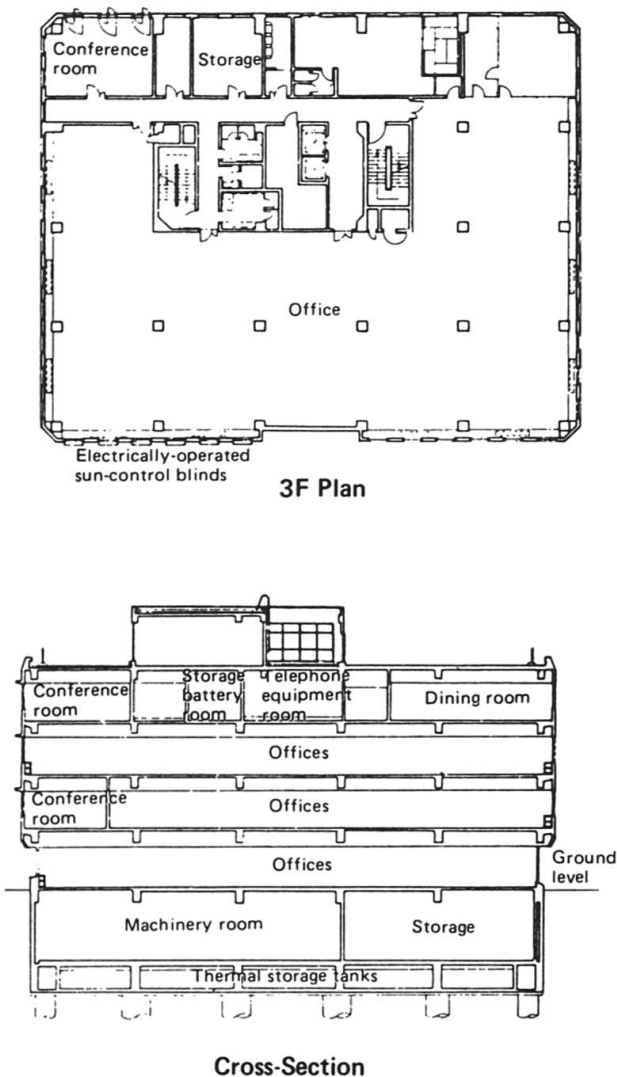 Conference
room
Storage
Office
Electrically-operated
sun-control blinds
3F Plan
Conference
room
Storage
battery
room
Telephone
equipment
room
Dining room
Offices
Conference
room
Offices
Offices
Ground
level
Machinery room
Storage
Thermal storage tanks
Cross-Section